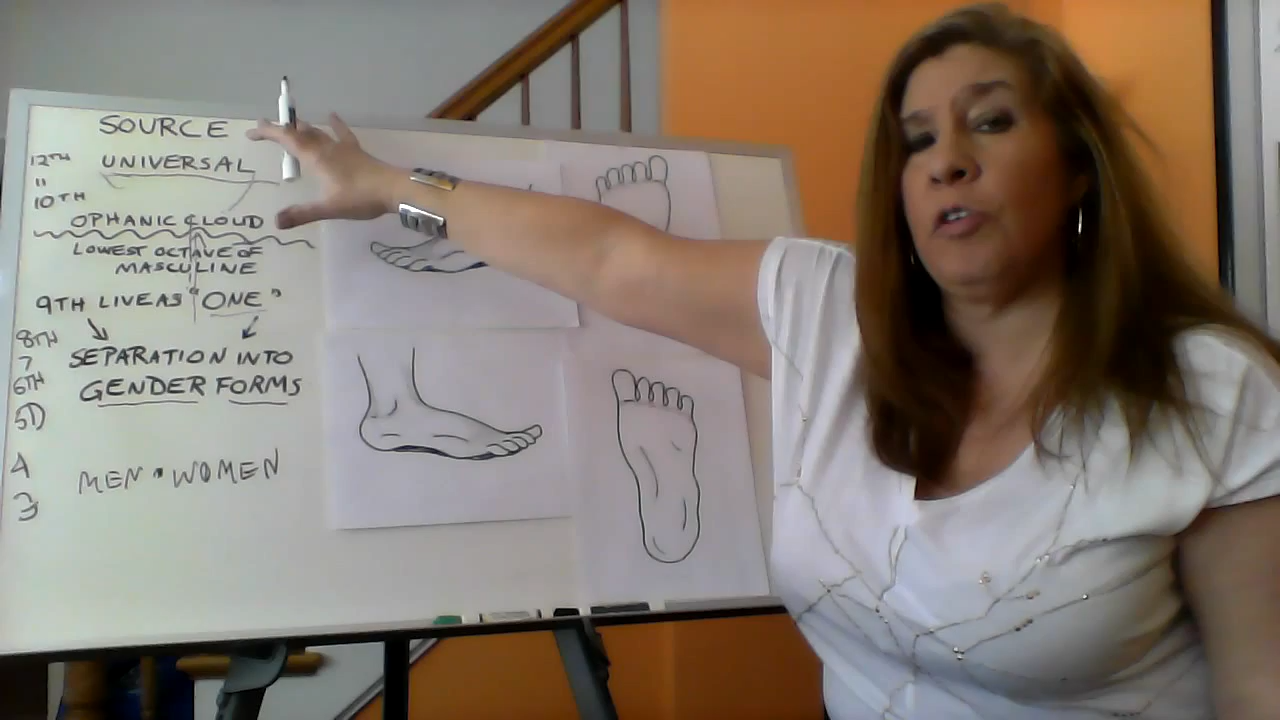 SOURCE
12TH UNIVERSAL
"
10TH
OPHANIC CLOUD
LOWEST OCTAVE OF
MASCULINE
9TH LIVE AS "ONE"
8TH
7 SEPARATION INTO
6TH GENDER FORMS
5D
4 MEN • WOMEN
3